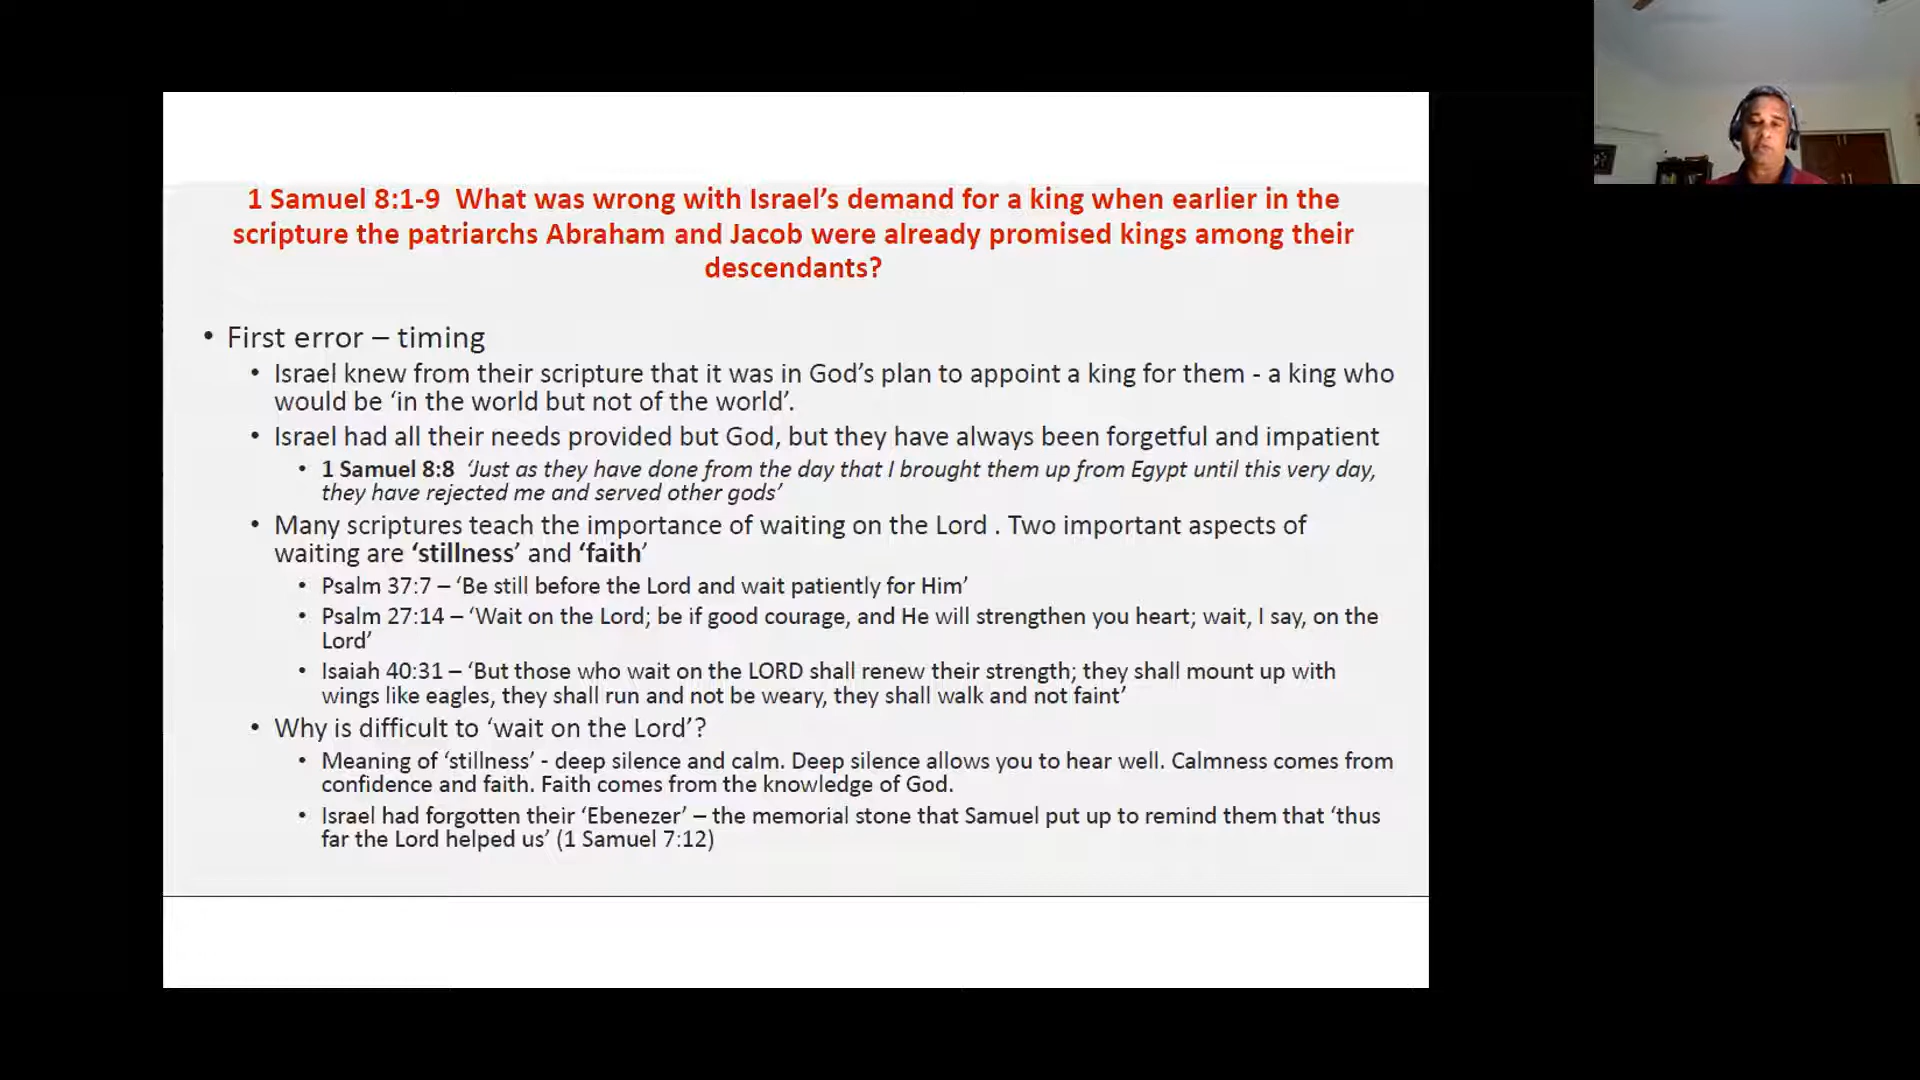 1 Samuel 8:1-9  What was wrong with Israel’s demand for a king when earlier in the
scripture the patriarchs Abraham and Jacob were already promised kings among their
descendants?
• First error – timing
• Israel knew from their scripture that it was in God’s plan to appoint a king for them - a king who
would be ‘in the world but not of the world’.
• Israel had all their needs provided but God, but they have always been forgetful and impatient
• 1 Samuel 8:8  ‘Just as they have done from the day that I brought them up from Egypt until this very day,
they have rejected me and served other gods’
• Many scriptures teach the importance of waiting on the Lord . Two important aspects of
waiting are ‘stillness’ and ‘faith’
• Psalm 37:7 – ‘Be still before the Lord and wait patiently for Him’
• Psalm 27:14 – ‘Wait on the Lord; be if good courage, and He will strengthen you heart; wait, I say, on the
Lord’
• Isaiah 40:31 – ‘But those who wait on the LORD shall renew their strength; they shall mount up with
wings like eagles, they shall run and not be weary, they shall walk and not faint’
• Why is difficult to ‘wait on the Lord’?
• Meaning of ‘stillness’ - deep silence and calm. Deep silence allows you to hear well. Calmness comes from
confidence and faith. Faith comes from the knowledge of God.
• Israel had forgotten their ‘Ebenezer’ – the memorial stone that Samuel put up to remind them that ‘thus
far the Lord helped us’ (1 Samuel 7:12)